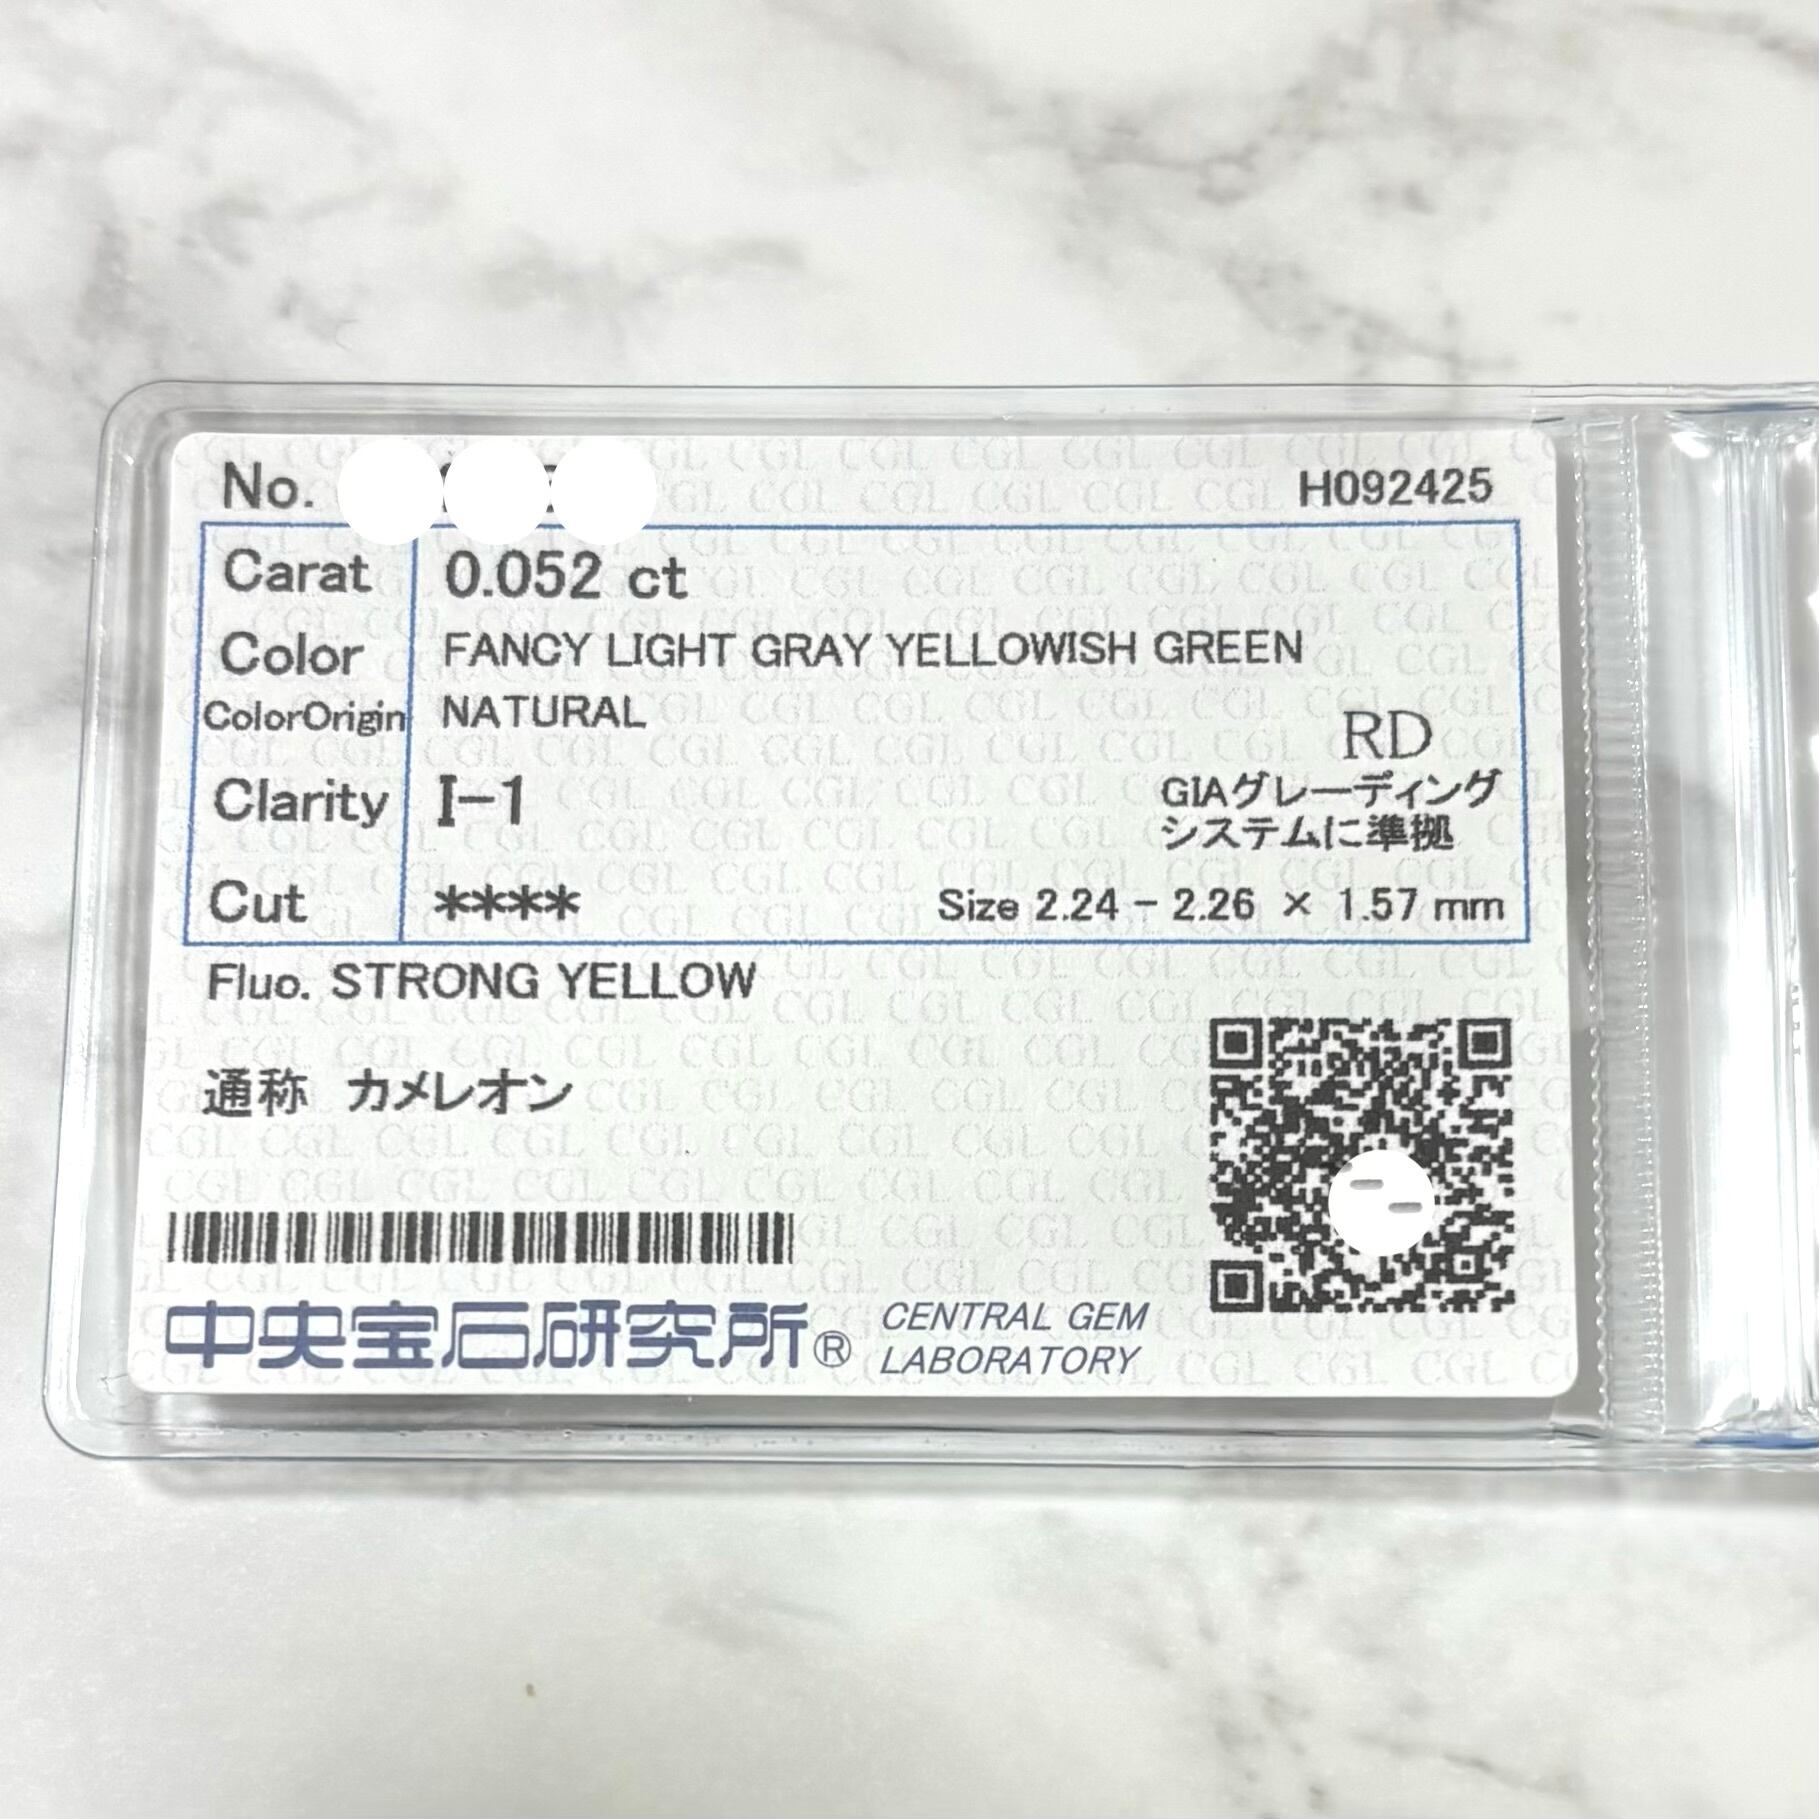 No. H092425
Carat 0.052 ct
Color FANCY LIGHT GRAY YELLOWISH GREEN
ColorOrigin NATURAL
RD
Clarity I-1
GIAグレーディング
システムに準拠
Cut ****
Size 2.24 - 2.26 × 1.57 mm
Fluo. STRONG YELLOW
通称 カメレオン
中央宝石研究所®
CENTRAL GEM
LABORATORY